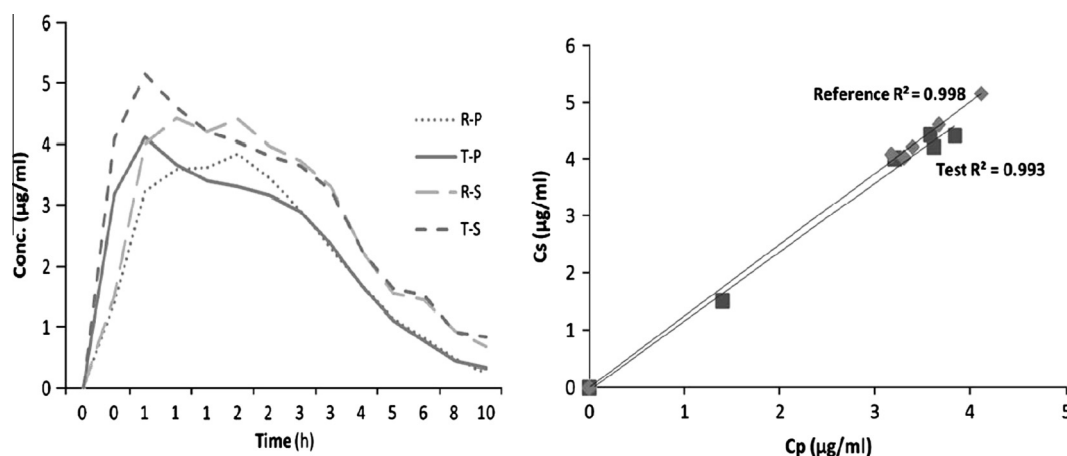 6
5
4
3
2
1
0
Conc. (µg/ml)
0 0 1 1 1 2 2 3 3 4 5 6 8 10
Time (h)
R-P
T-P
R-S
T-S
6
5
4
3
2
1
0
Cs (µg/ml)
0 1 2 3 4 5
Cp (µg/ml)
Reference R² = 0.998
Test R² = 0.993